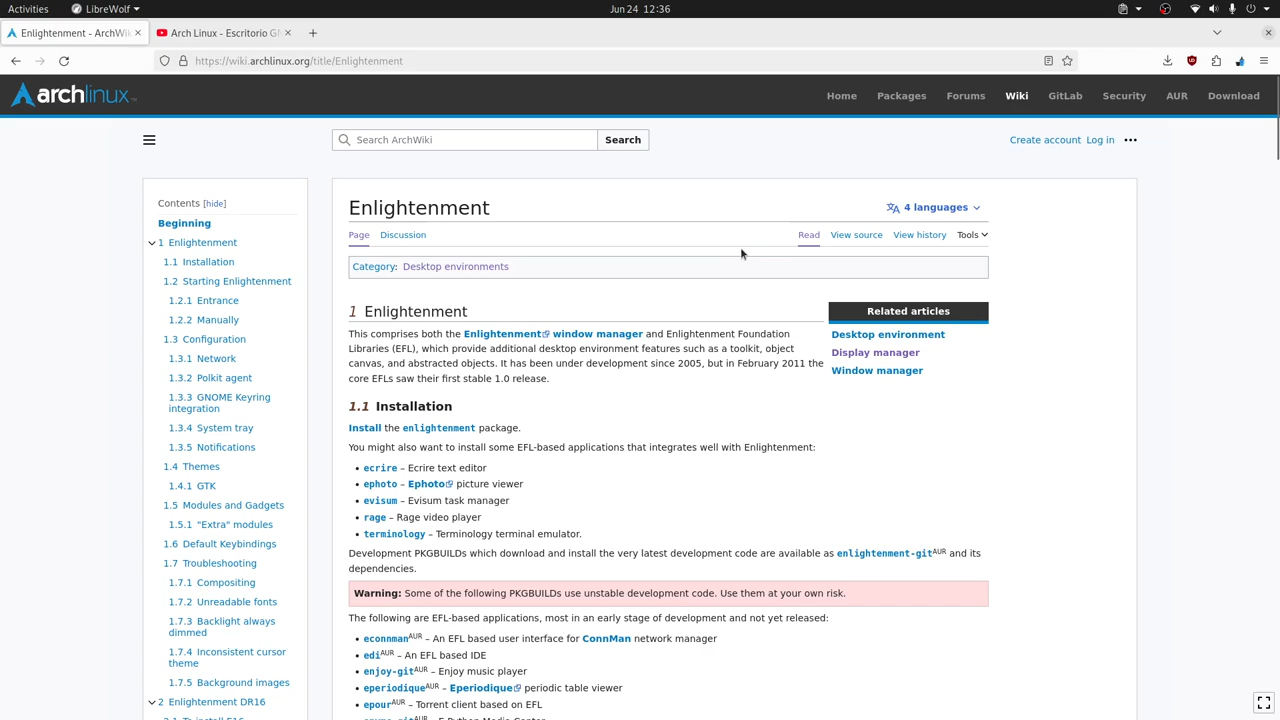 Activities
LibreWolf
Jun 24 12:36
Enlightenment - ArchWi
Arch Linux - Escritorio G
https://wiki.archlinux.org/title/Enlightenment
archlinux
Home
Packages
Forums
Wiki
GitLab
Security
AUR
Download
Search ArchWiki
Search
Create account
Log in
Contents [hide]
Beginning
1 Enlightenment
1.1 Installation
1.2 Starting Enlightenment
1.2.1 Entrance
1.2.2 Manually
1.3 Configuration
1.3.1 Network
1.3.2 Polkit agent
1.3.3 GNOME Keyring
integration
1.3.4 System tray
1.3.5 Notifications
1.4 Themes
1.4.1 GTK
1.5 Modules and Gadgets
1.5.1 "Extra" modules
1.6 Default Keybindings
1.7 Troubleshooting
1.7.1 Compositing
1.7.2 Unreadable fonts
1.7.3 Backlight always
dimmed
1.7.4 Inconsistent cursor
theme
1.7.5 Background images
2 Enlightenment DR16
2.1 To install E16
Enlightenment
4 languages
Page
Discussion
Read
View source
View history
Tools
Category: Desktop environments
1 Enlightenment
This comprises both the Enlightenment window manager and Enlightenment Foundation
Libraries (EFL), which provide additional desktop environment features such as a toolkit, object
canvas, and abstracted objects. It has been under development since 2005, but in February 2011 the
core EFLs saw their first stable 1.0 release.
Related articles
Desktop environment
Display manager
Window manager
1.1 Installation
Install the enlightenment package.
You might also want to install some EFL-based applications that integrates well with Enlightenment:
• ecrire – Ecrire text editor
• ephoto – Ephoto picture viewer
• evisum – Evisum task manager
• rage – Rage video player
• terminology – Terminology terminal emulator.
Development PKGBUILDs which download and install the very latest development code are available as enlightenment-gitAUR and its
dependencies.
Warning: Some of the following PKGBUILDs use unstable development code. Use them at your own risk.
The following are EFL-based applications, most in an early stage of development and not yet released:
• econnmanAUR – An EFL based user interface for ConnMan network manager
• ediAUR – An EFL based IDE
• enjoy-gitAUR – Enjoy music player
• eperiodiqueAUR – Eperiodique periodic table viewer
• epourAUR – Torrent client based on EFL